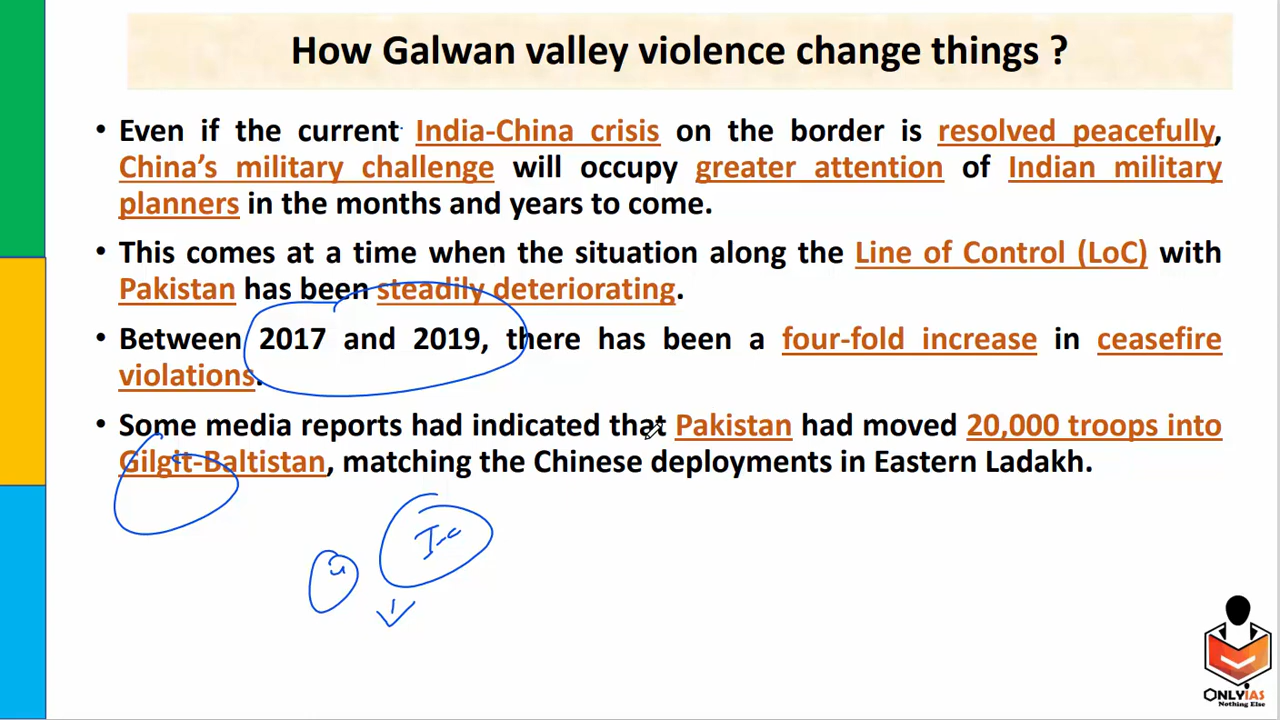 How Galwan valley violence change things ?
• Even if the current India-China crisis on the border is resolved peacefully,
China’s military challenge will occupy greater attention of Indian military
planners in the months and years to come.
• This comes at a time when the situation along the Line of Control (LoC) with
Pakistan has been steadily deteriorating.
• Between 2017 and 2019, there has been a four-fold increase in ceasefire
violations.
• Some media reports had indicated that Pakistan had moved 20,000 troops into
Gilgit-Baltistan, matching the Chinese deployments in Eastern Ladakh.
ONLYIAS
Nothing Else